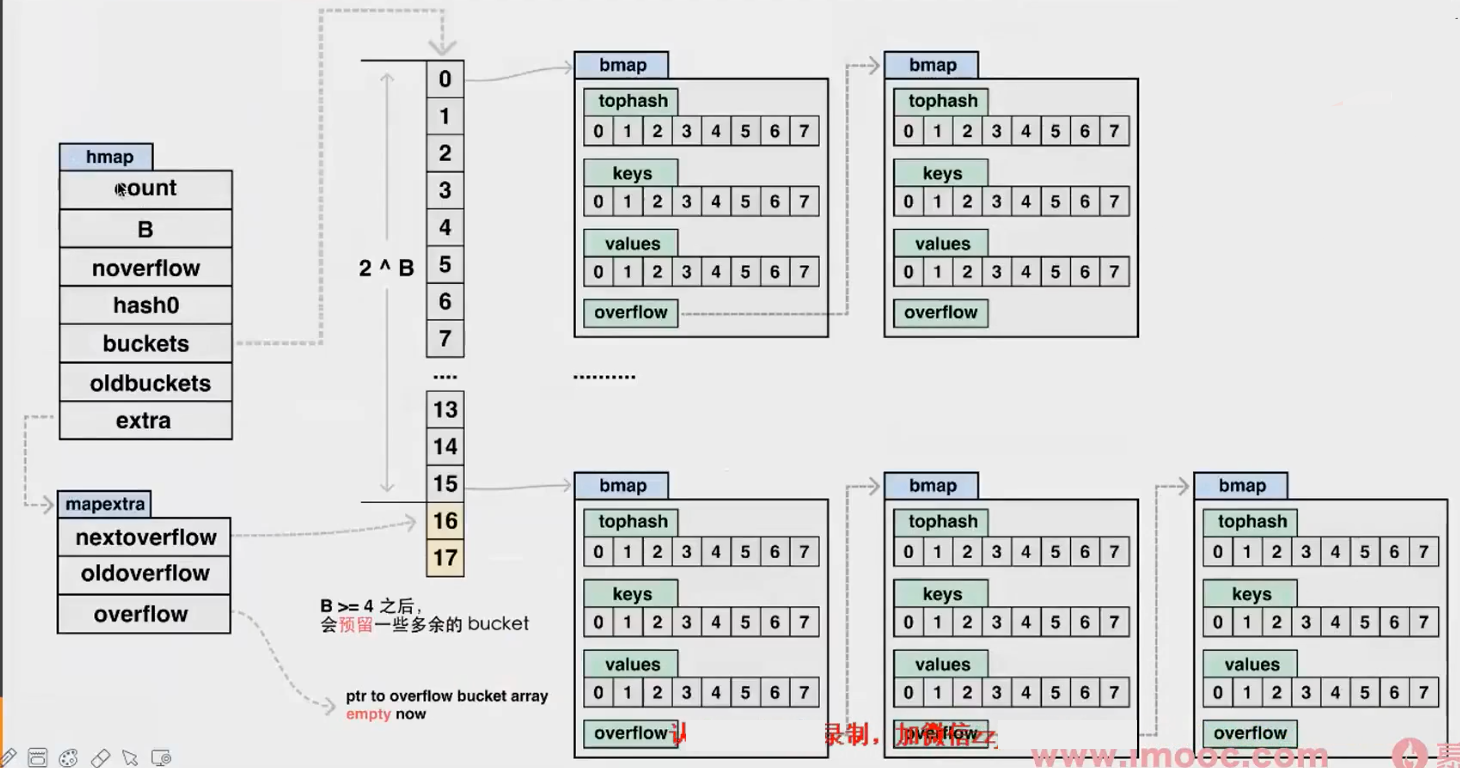 hmap
count
B
noverflow
hash0
buckets
oldbuckets
extra
mapextra
nextoverflow
oldoverflow
overflow
2 ^ B
0
1
2
3
4
5
6
7
....
13
14
15
16
17
B >= 4 之后,
会预留一些多余的 bucket
ptr to overflow bucket array
empty now
bmap
tophash
0 1 2 3 4 5 6 7
keys
0 1 2 3 4 5 6 7
values
0 1 2 3 4 5 6 7
overflow
bmap
tophash
0 1 2 3 4 5 6 7
keys
0 1 2 3 4 5 6 7
values
0 1 2 3 4 5 6 7
overflow
..........
bmap
tophash
0 1 2 3 4 5 6 7
keys
0 1 2 3 4 5 6 7
values
0 1 2 3 4 5 6 7
overflow
bmap
tophash
0 1 2 3 4 5 6 7
keys
0 1 2 3 4 5 6 7
values
0 1 2 3 4 5 6 7
overflow
bmap
tophash
0 1 2 3 4 5 6 7
keys
0 1 2 3 4 5 6 7
values
0 1 2 3 4 5 6 7
overflow
录制，加微信zz
www.imooc.com